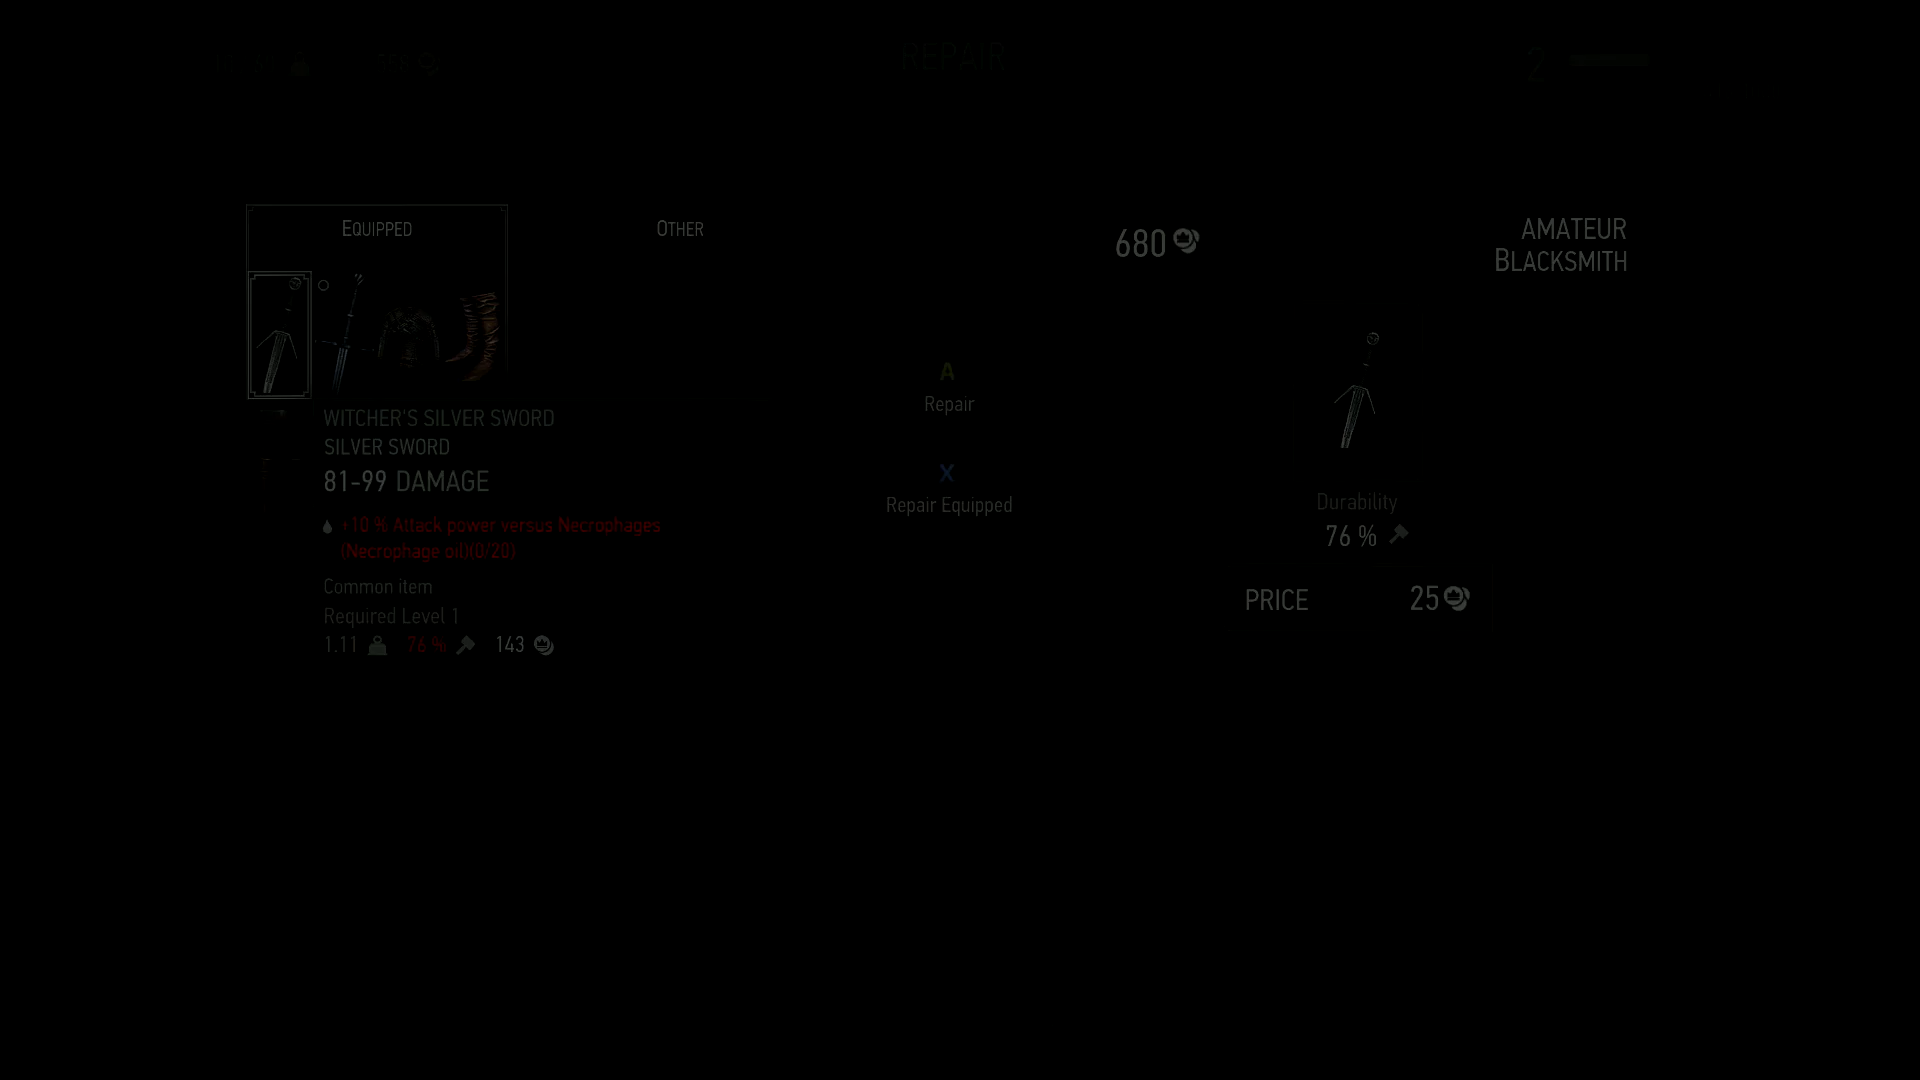 REPAIR
2
EQUIPPED
OTHER
680
AMATEUR
BLACKSMITH
A
Repair
X
Repair Equipped
WITCHER'S SILVER SWORD
SILVER SWORD
81-99 DAMAGE
+10 % Attack power versus Necrophages
(Necrophage oil)(0/20)
Common item
Required Level 1
1.11 76 % 143
Durability
76 %
PRICE 25